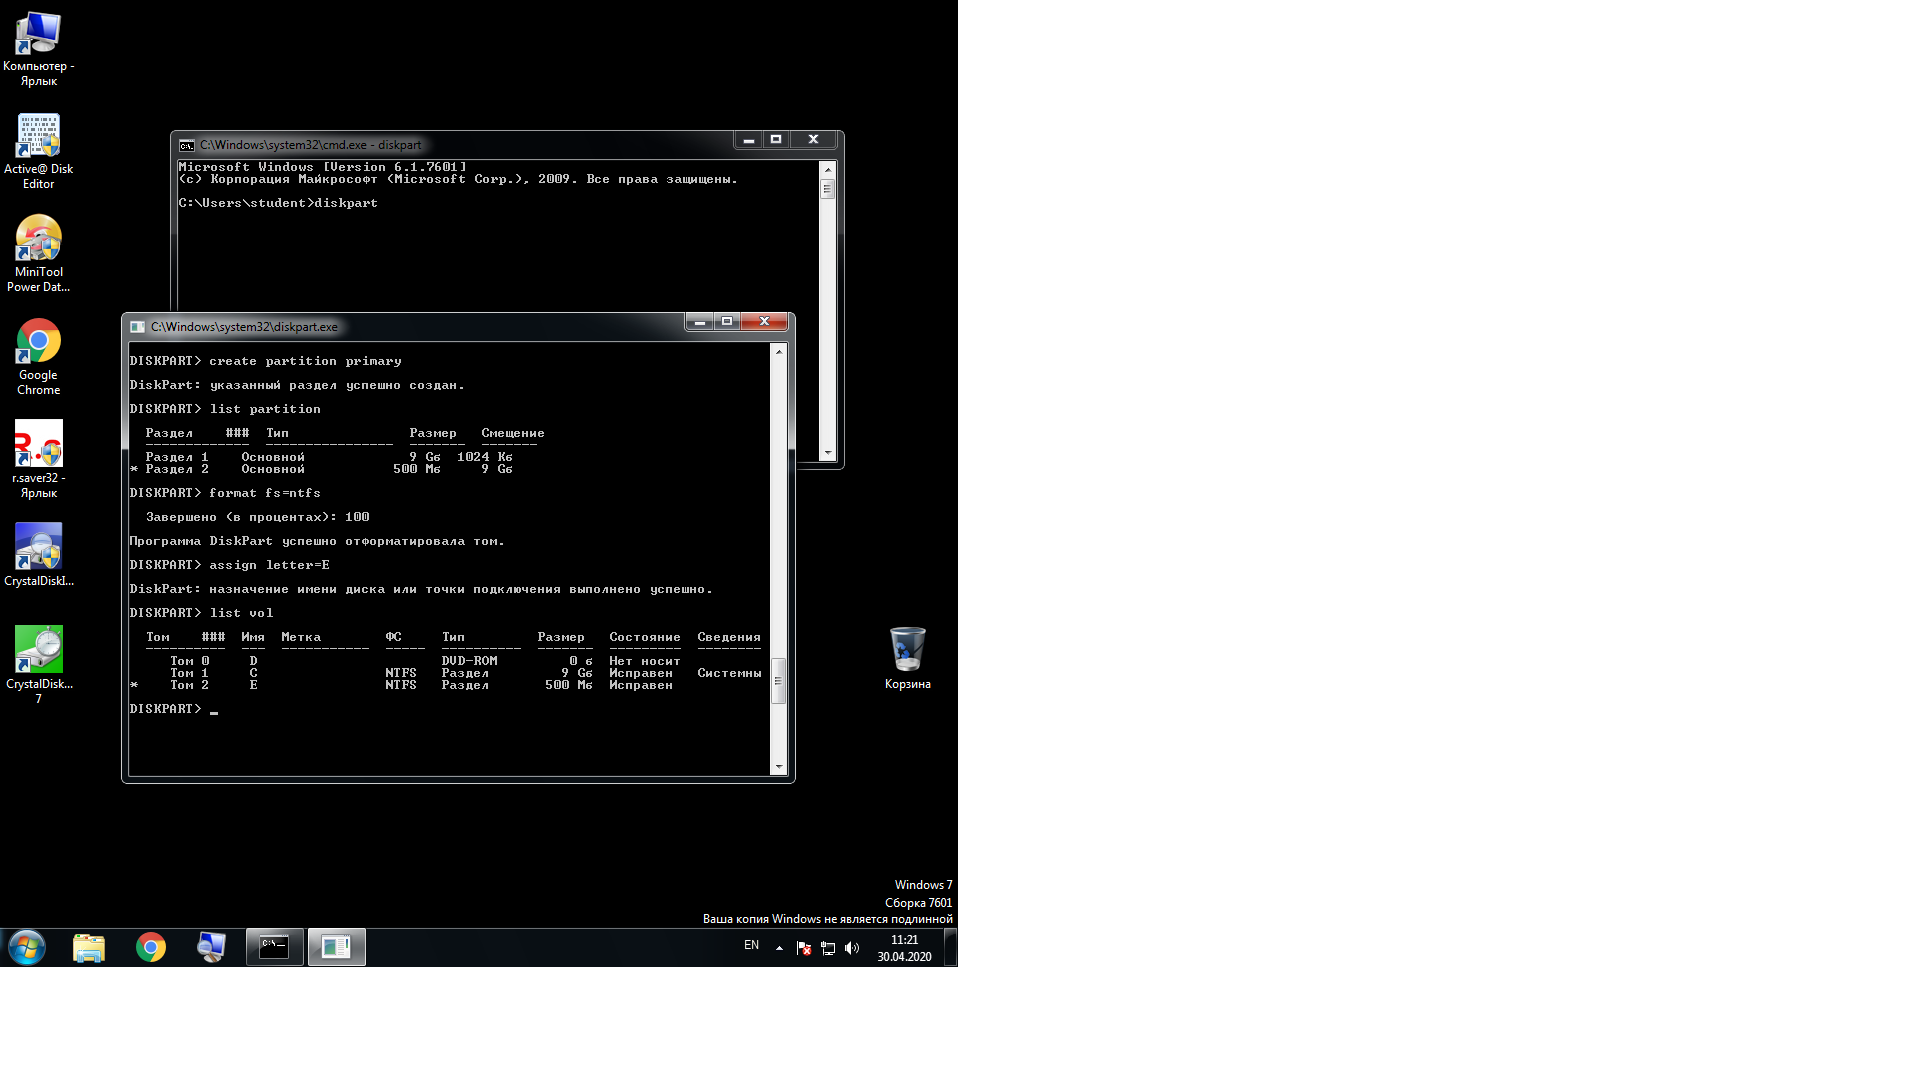 Компьютер -
Ярлык
Active@ Disk
Editor
MiniTool
Power Dat...
Google
Chrome
r.saver32 -
Ярлык
CrystalDiskI...
CrystalDisk...
7
C:\Windows\system32\cmd.exe - diskpart
Microsoft Windows [Version 6.1.7601]
(c) Корпорация Майкрософт (Microsoft Corp.), 2009. Все права защищены.
C:\Users\student>diskpart
C:\Windows\system32\diskpart.exe
DISKPART> create partition primary
DiskPart: указанный раздел успешно создан.
DISKPART> list partition
Раздел    ###  Тип               Размер   Смещение
-------------  ----------------  -------  -------
Раздел 1    Основной             9 Gб  1024 Кб
* Раздел 2    Основной           500 Mб     9 Gб
DISKPART> format fs=ntfs
Завершено (в процентах): 100
Программа DiskPart успешно отформатировала том.
DISKPART> assign letter=E
DiskPart: назначение имени диска или точки подключения выполнено успешно.
DISKPART> list vol
Том    ###  Имя  Метка        ФС     Тип         Размер   Состояние  Сведения
----------  ---  -----------  -----  ----------  -------  ---------  --------
Том 0     D                       DVD-ROM         0 б  Нет носит
Том 1     C                NTFS   Раздел         9 Gб  Исправен   Системны
*    Том 2     E                NTFS   Раздел       500 Mб  Исправен
DISKPART> _
Корзина
Windows 7
Сборка 7601
Ваша копия Windows не является подлинной
EN
11:21
30.04.2020